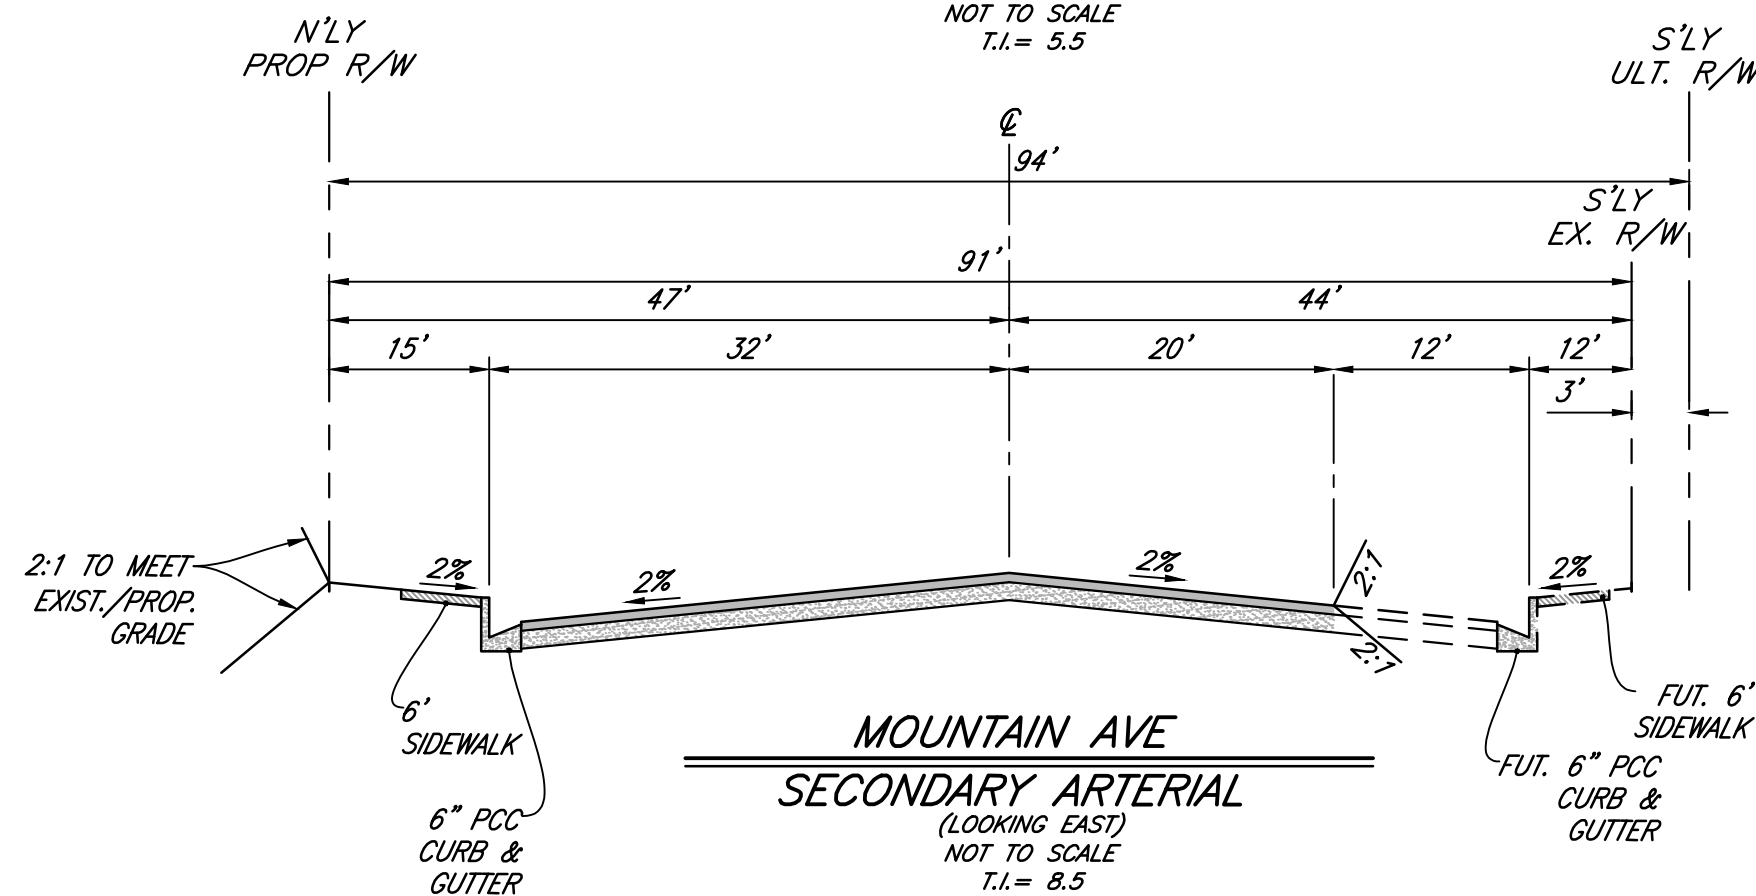 NOT TO SCALE
T.I.= 5.5
N'LY
PROP R/W
S'LY
ULT. R/W
℄
94'
S'LY
EX. R/W
91'
47'
44'
15'
32'
20'
12'
12'
3'
2:1 TO MEET
EXIST./PROP.
GRADE
2%
2%
2%
2%
2:1
2:1
6'
SIDEWALK
6" PCC
CURB &
GUTTER
FUT. 6'
SIDEWALK
FUT. 6" PCC
CURB &
GUTTER
MOUNTAIN AVE
SECONDARY ARTERIAL
(LOOKING EAST)
NOT TO SCALE
T.I.= 8.5